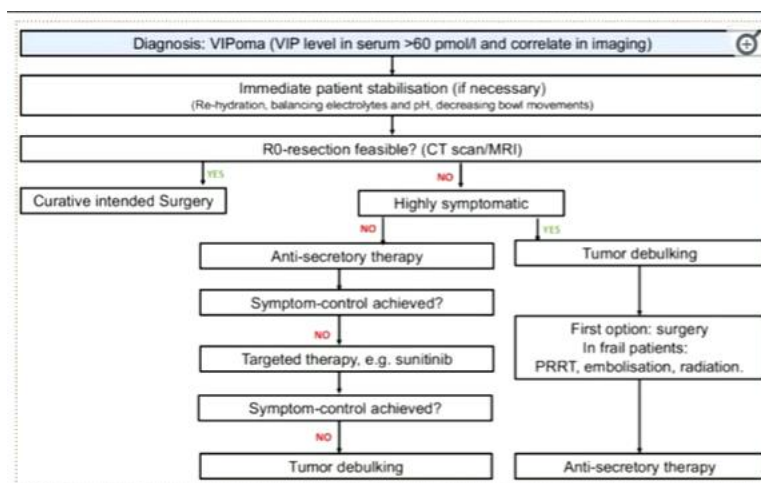 Diagnosis: VIPoma (VIP level in serum >60 pmol/l and correlate in imaging)
Immediate patient stabilisation (if necessary)
(Re-hydration, balancing electrolytes and pH, decreasing bowl movements)
R0-resection feasible? (CT scan/MRI)
YES
NO
Curative intended Surgery
Highly symptomatic
NO
YES
Anti-secretory therapy
Tumor debulking
Symptom-control achieved?
NO
First option: surgery
In frail patients:
PRRT, embolisation, radiation.
Targeted therapy, e.g. sunitinib
Symptom-control achieved?
NO
Tumor debulking
Anti-secretory therapy